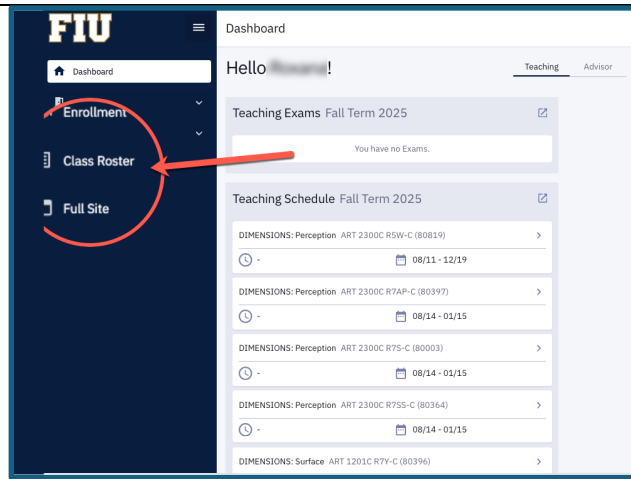 FIU
Dashboard
Dashboard
Enrollment
Class Roster
Full Site
Hello !
Teaching
Advisor
Teaching Exams Fall Term 2025
You have no Exams.
Teaching Schedule Fall Term 2025
DIMENSIONS: Perception ART 2300C R5W-C (80819)
- 08/11 - 12/19
DIMENSIONS: Perception ART 2300C R7AP-C (80397)
- 08/14 - 01/15
DIMENSIONS: Perception ART 2300C R7S-C (80003)
- 08/14 - 01/15
DIMENSIONS: Perception ART 2300C R7SS-C (80364)
- 08/14 - 01/15
DIMENSIONS: Surface ART 1201C R7Y-C (80396)